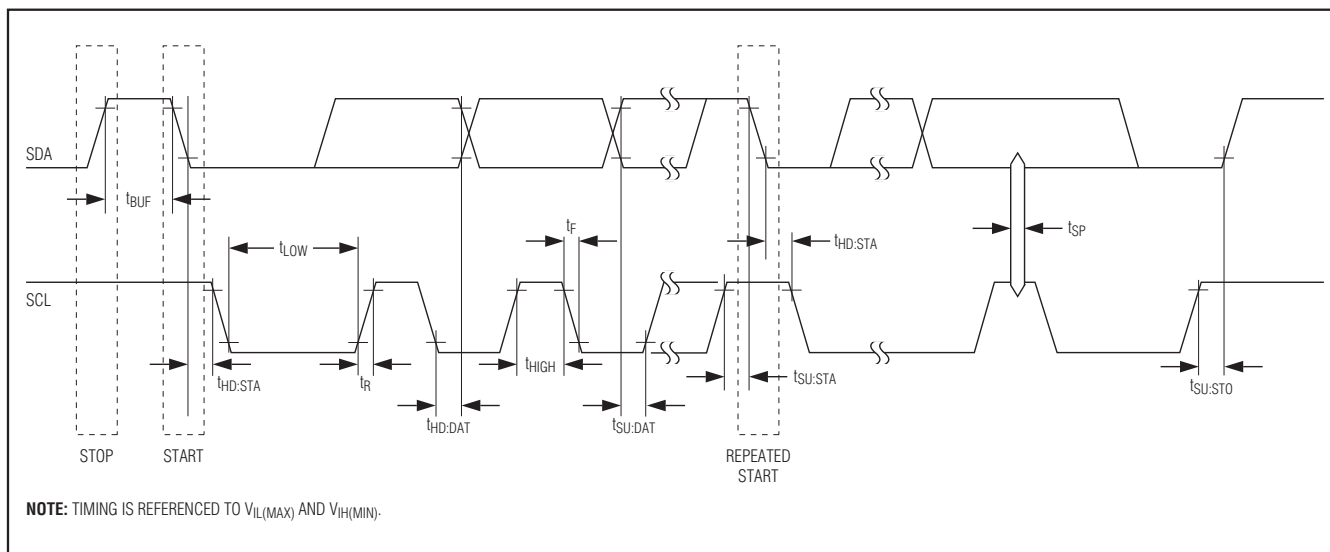 SDA
tBUF
tF
tLOW
tHD:STA
tSP
SCL
tHD:STA
tR
tHIGH
tSU:STA
tSU:STO
tHD:DAT
tSU:DAT
STOP
START
REPEATED
START
NOTE: TIMING IS REFERENCED TO VIL(MAX) AND VIH(MIN).